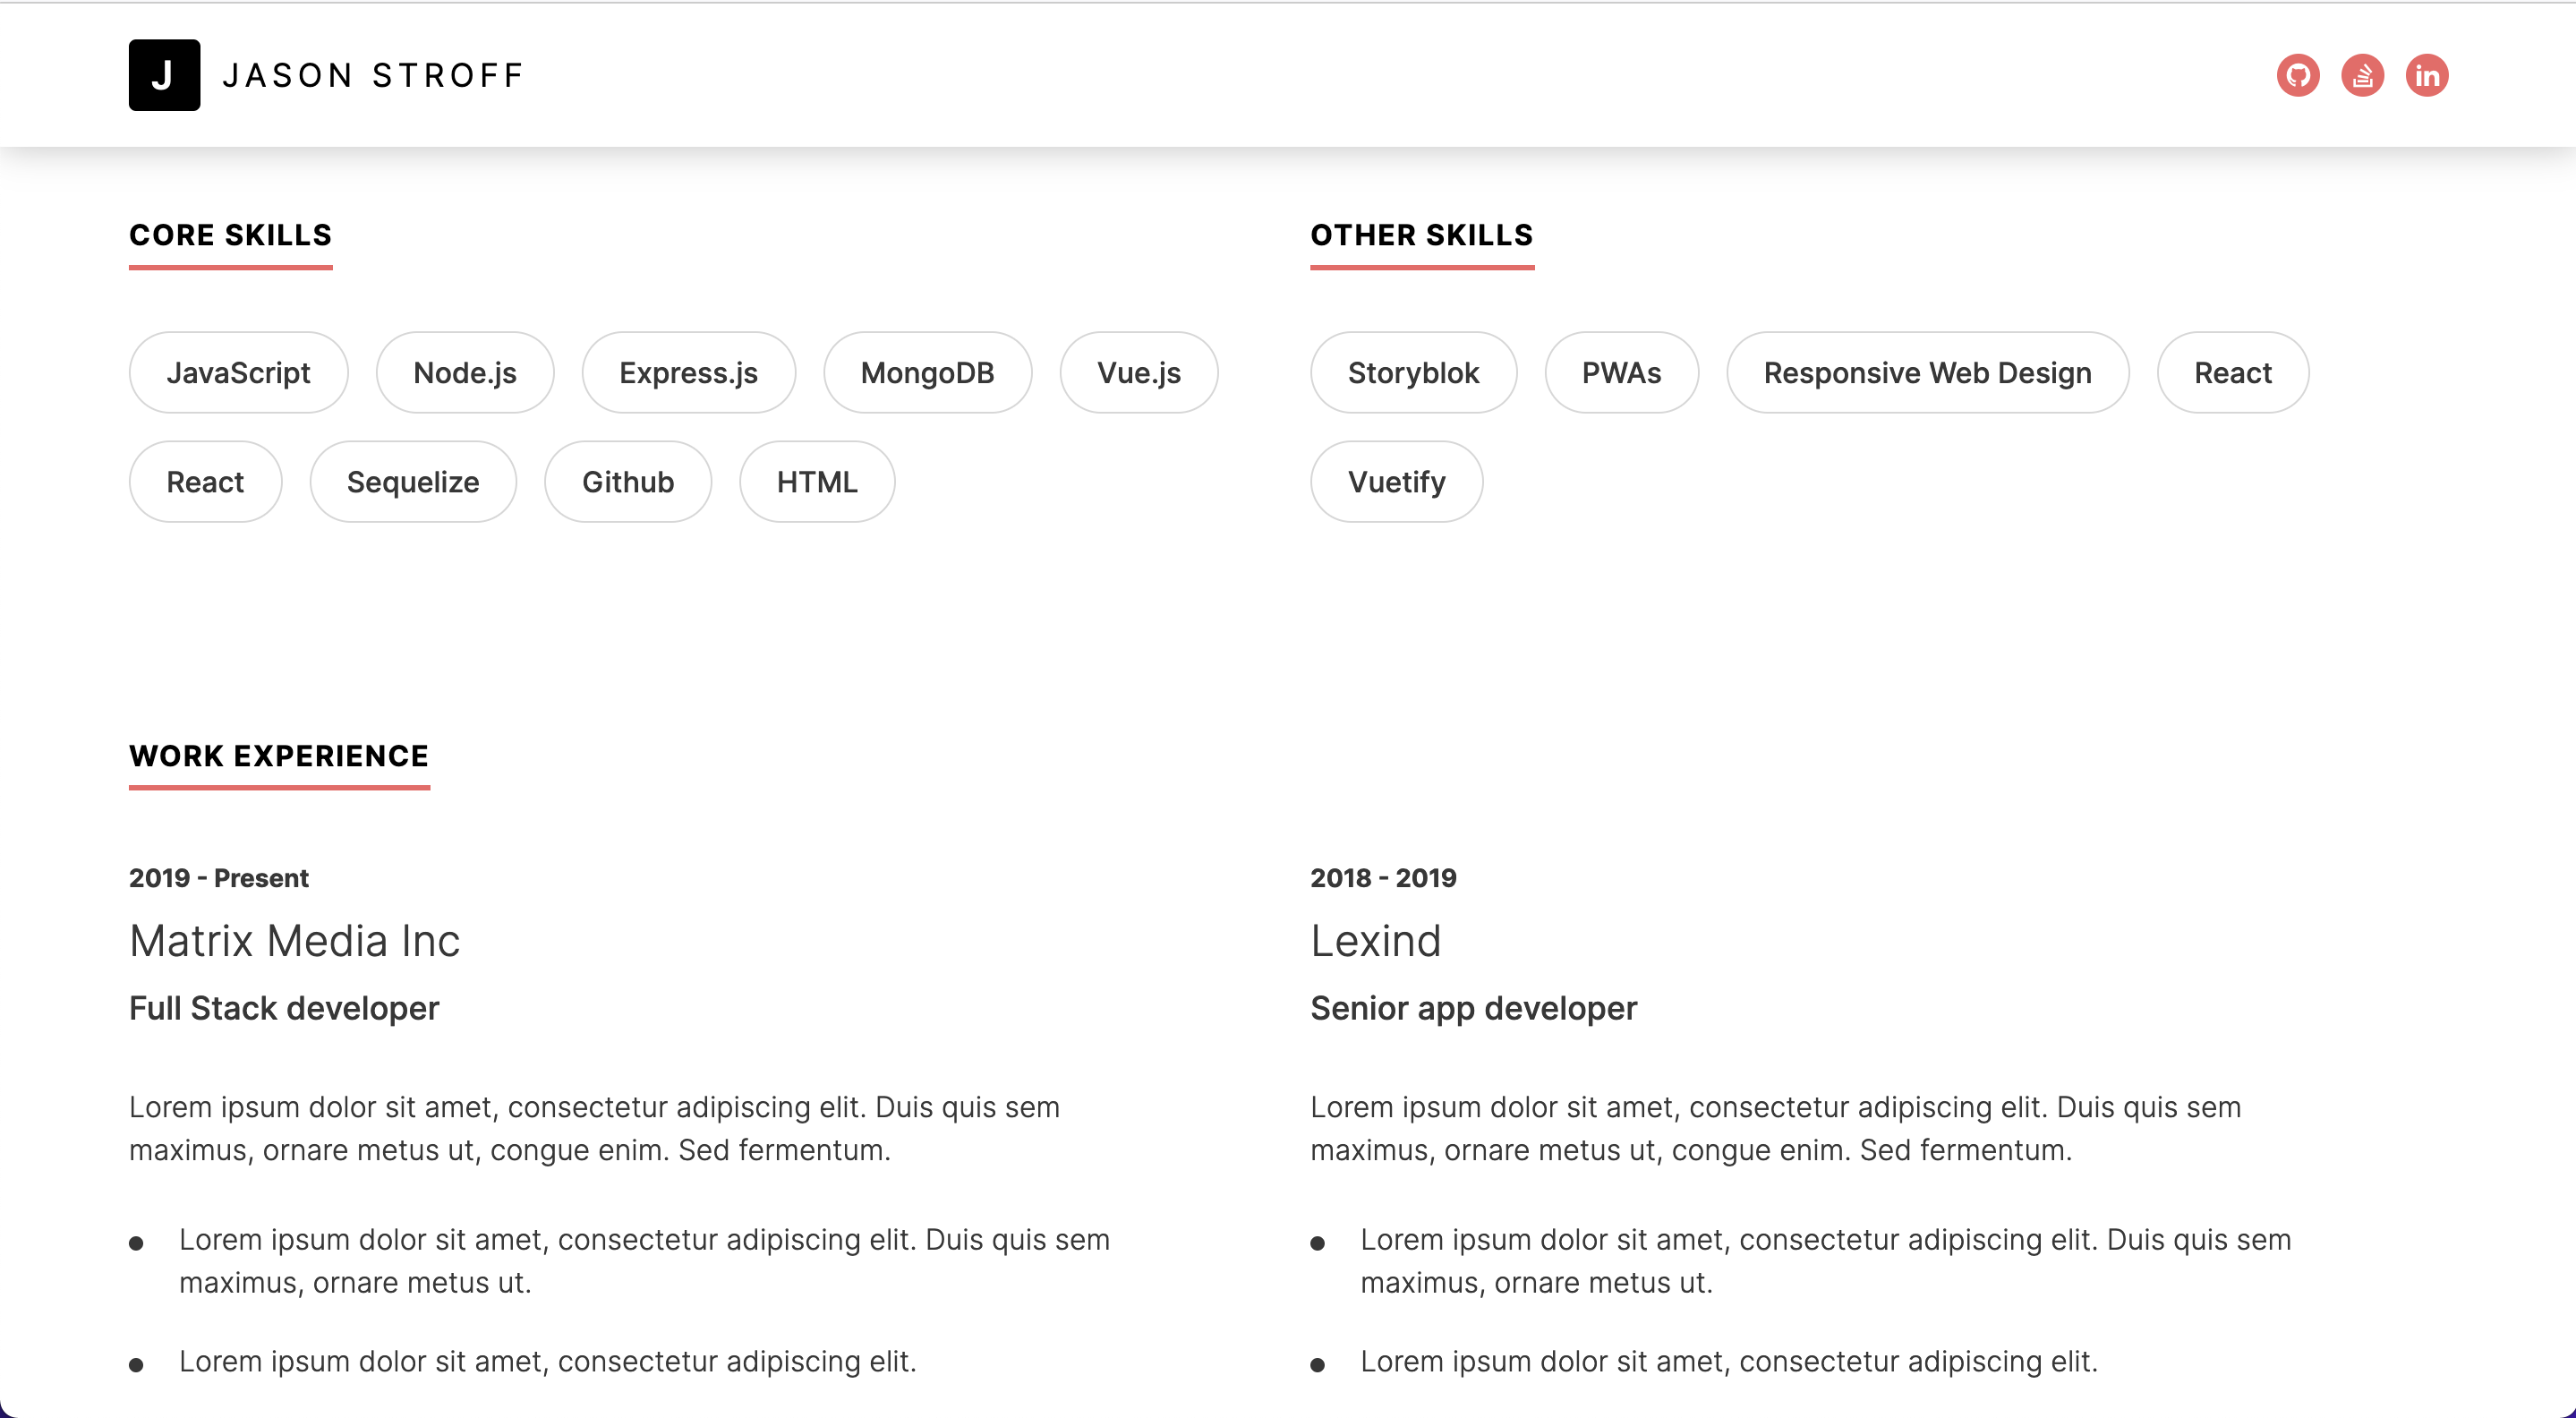 J JASON STROFF
CORE SKILLS
JavaScript Node.js Express.js MongoDB Vue.js
React Sequelize Github HTML
OTHER SKILLS
Storyblok PWAs Responsive Web Design React
Vuetify
WORK EXPERIENCE
2019 - Present
Matrix Media Inc
Full Stack developer
Lorem ipsum dolor sit amet, consectetur adipiscing elit. Duis quis sem
maximus, ornare metus ut, congue enim. Sed fermentum.
Lorem ipsum dolor sit amet, consectetur adipiscing elit. Duis quis sem
maximus, ornare metus ut.
Lorem ipsum dolor sit amet, consectetur adipiscing elit.
2018 - 2019
Lexind
Senior app developer
Lorem ipsum dolor sit amet, consectetur adipiscing elit. Duis quis sem
maximus, ornare metus ut, congue enim. Sed fermentum.
Lorem ipsum dolor sit amet, consectetur adipiscing elit. Duis quis sem
maximus, ornare metus ut.
Lorem ipsum dolor sit amet, consectetur adipiscing elit.